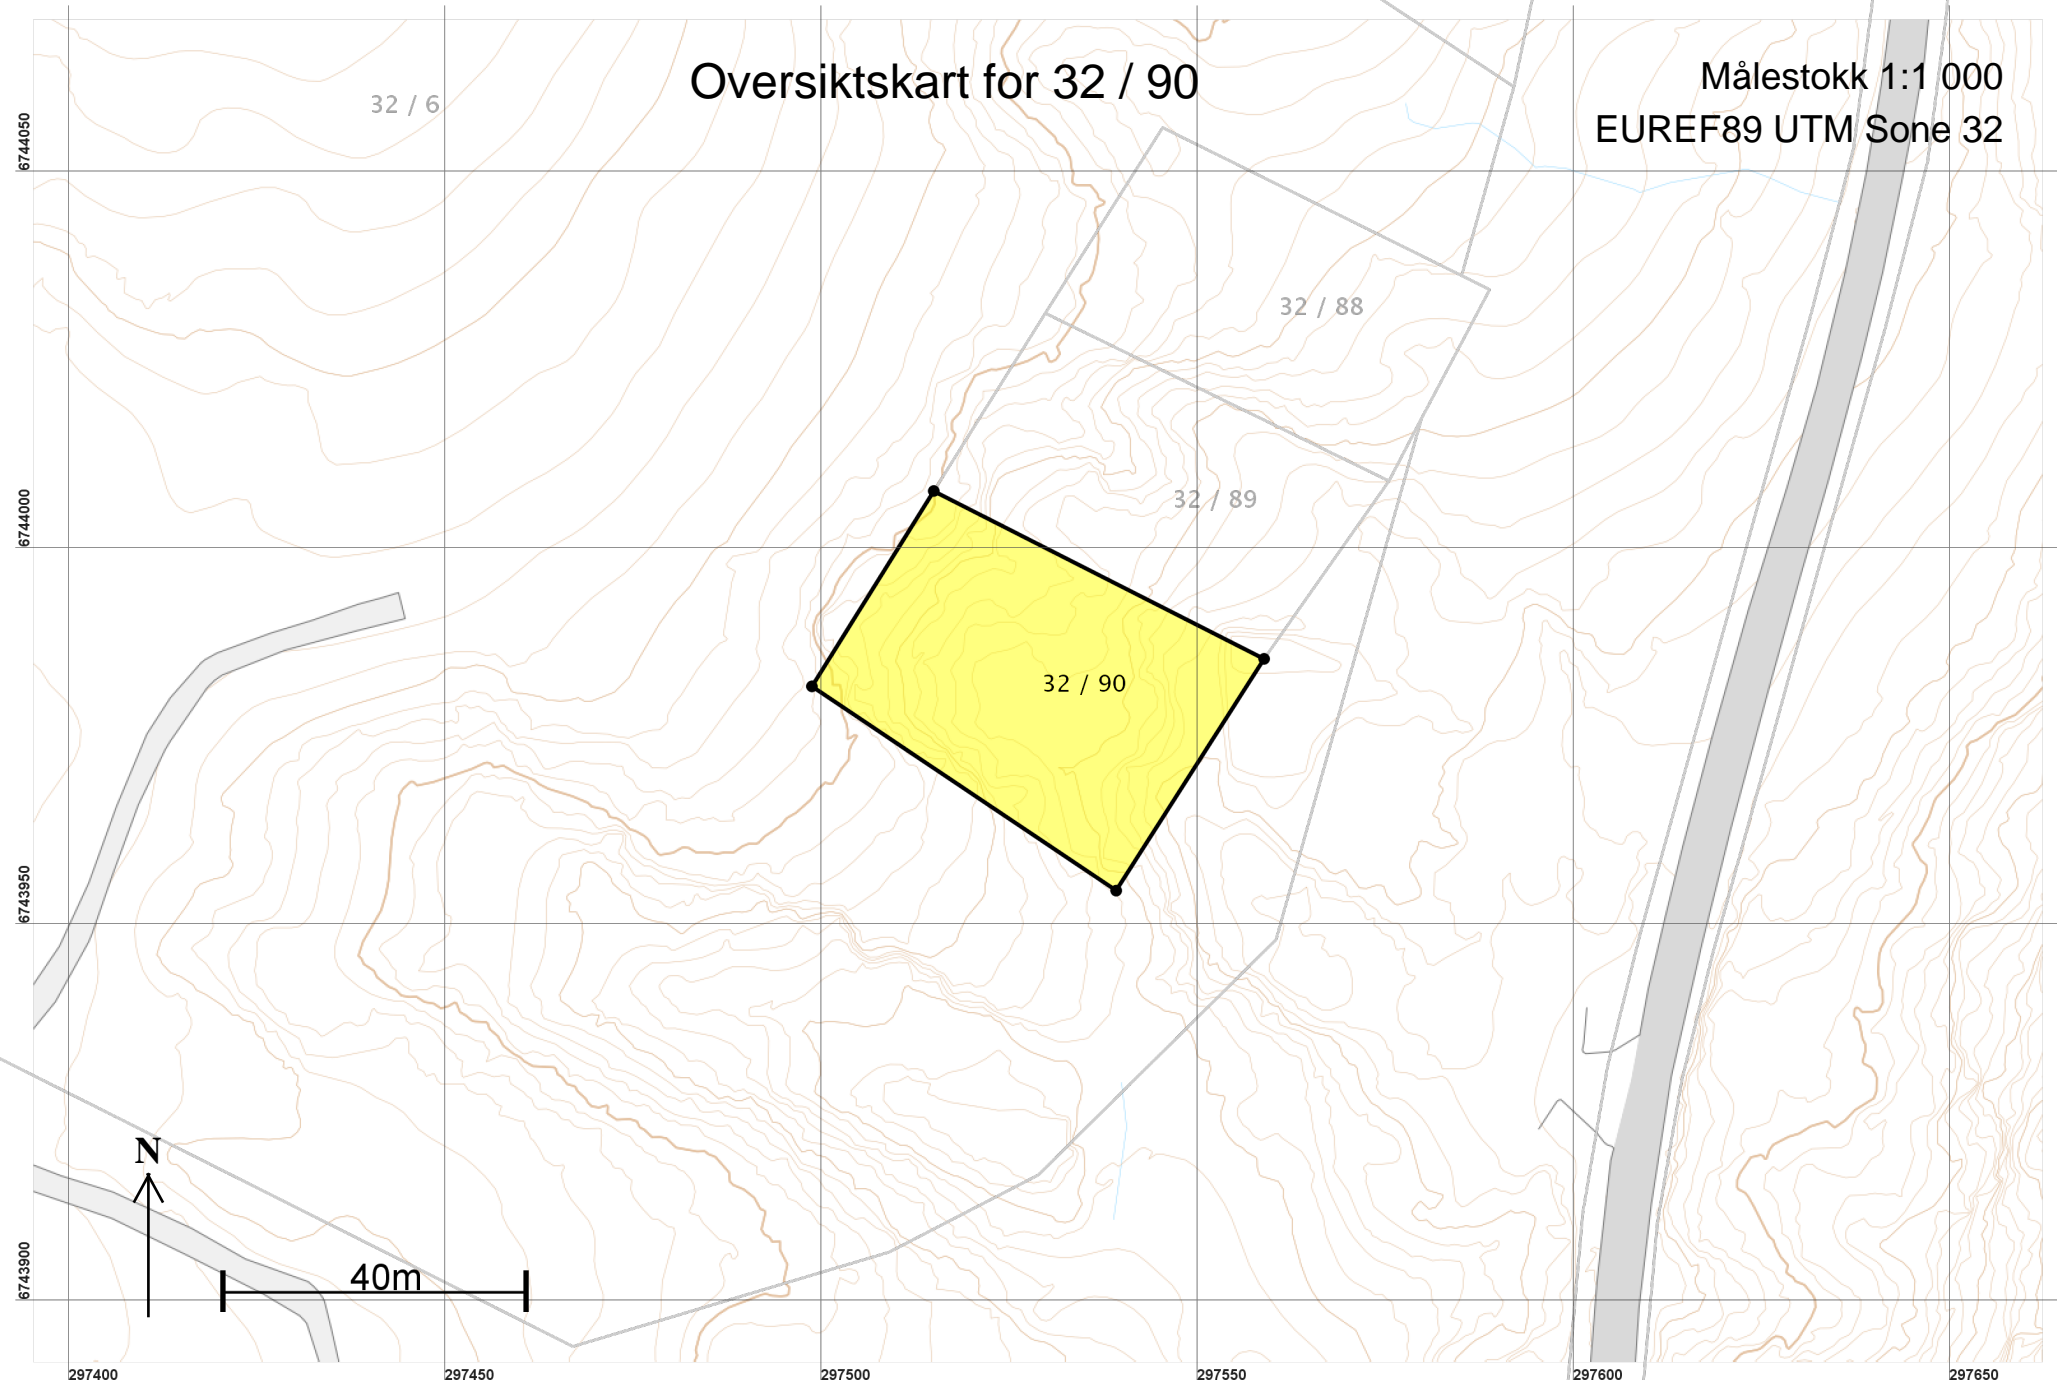 Oversiktskart for 32 / 90
Målestokk 1:1 000
EUREF89 UTM Sone 32
32 / 6
6744050
32 / 88
32 / 89
6744000
32 / 90
6743950
N
6743900
40m
297400
297450
297500
297550
297600
297650